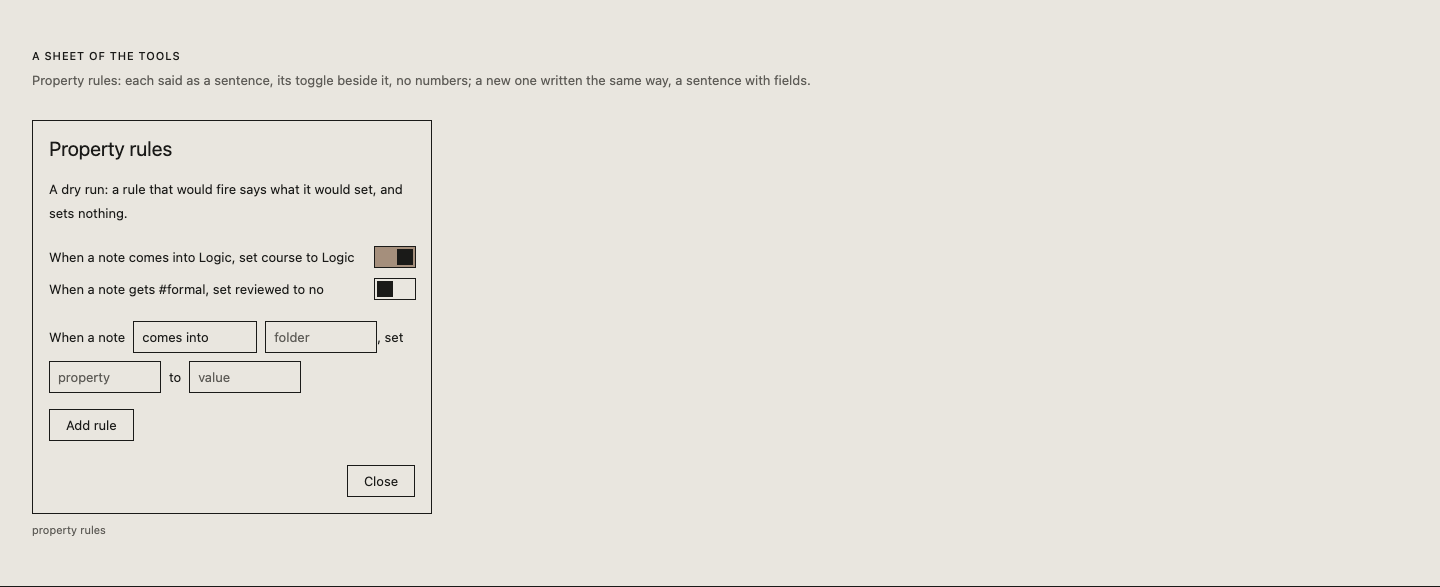 A SHEET OF THE TOOLS
Property rules: each said as a sentence, its toggle beside it, no numbers; a new one written the same way, a sentence with fields.
Property rules
A dry run: a rule that would fire says what it would set, and
sets nothing.
When a note comes into Logic, set course to Logic
When a note gets #formal, set reviewed to no
When a note comes into folder , set
property to value
Add rule
Close
property rules